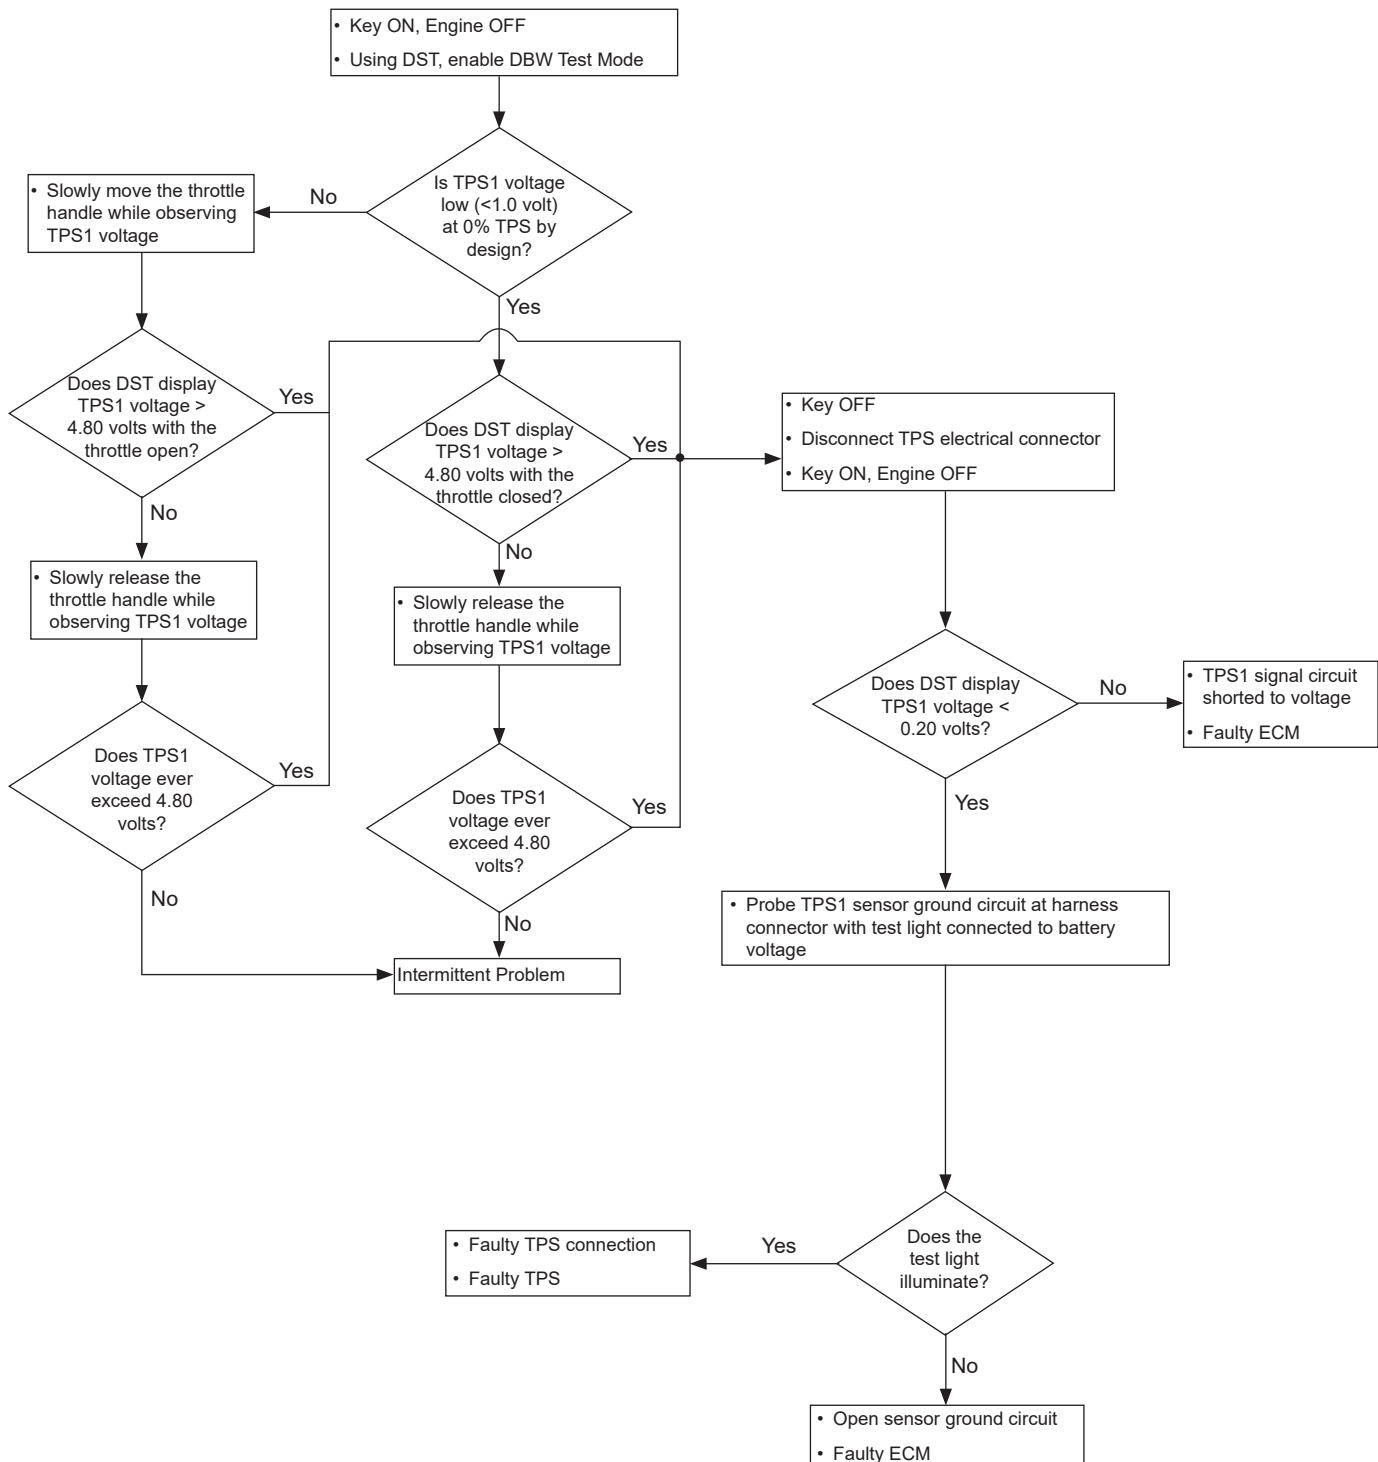 • Key ON, Engine OFF
• Using DST, enable DBW Test Mode
Is TPS1 voltage
low (<1.0 volt)
at 0% TPS by
design?
No
• Slowly move the throttle
handle while observing
TPS1 voltage
Yes
Does DST display
TPS1 voltage >
4.80 volts with the
throttle open?
Yes
No
• Slowly release the
throttle handle while
observing TPS1 voltage
Does TPS1
voltage ever
exceed 4.80
volts?
Yes
No
Does DST display
TPS1 voltage >
4.80 volts with the
throttle closed?
Yes
No
• Slowly release the
throttle handle while
observing TPS1 voltage
Does TPS1
voltage ever
exceed 4.80
volts?
Yes
No
Intermittent Problem
• Key OFF
• Disconnect TPS electrical connector
• Key ON, Engine OFF
Does DST display
TPS1 voltage <
0.20 volts?
No
• TPS1 signal circuit
shorted to voltage
• Faulty ECM
Yes
• Probe TPS1 sensor ground circuit at harness
connector with test light connected to battery
voltage
Does the
test light
illuminate?
Yes
• Faulty TPS connection
• Faulty TPS
No
• Open sensor ground circuit
• Faulty ECM